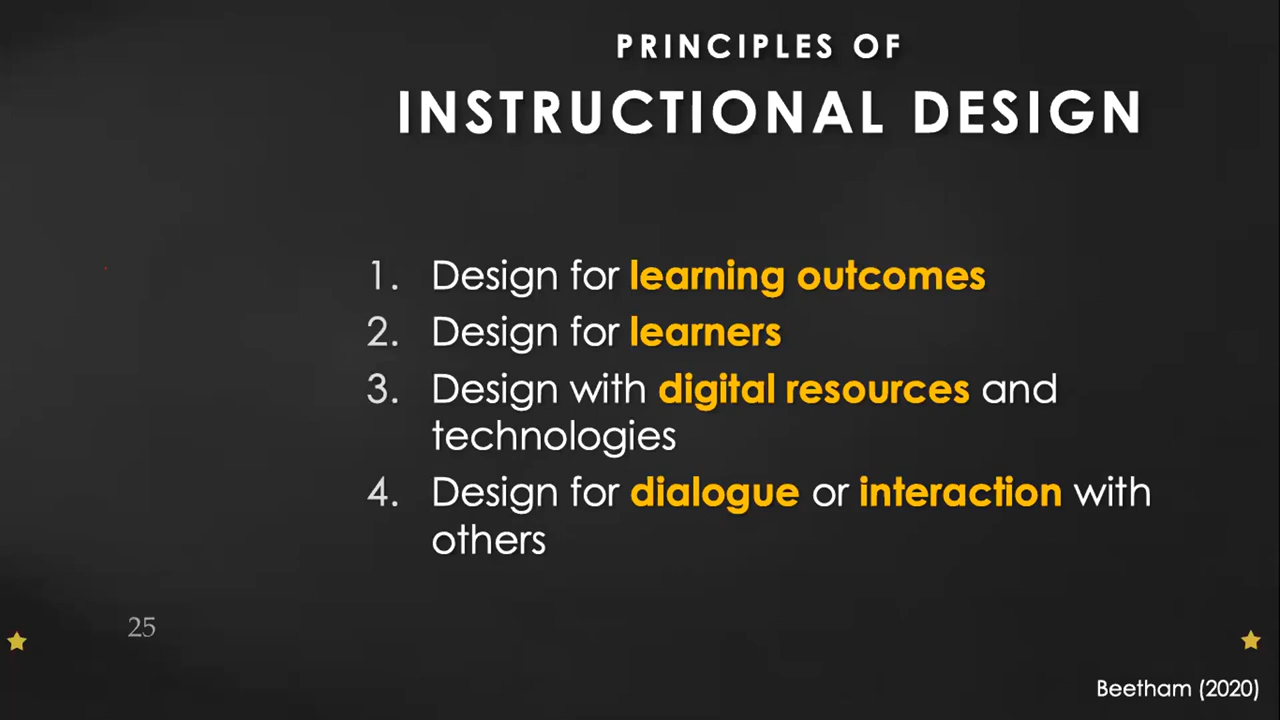 PRINCIPLES OF
INSTRUCTIONAL DESIGN
1. Design for learning outcomes
2. Design for learners
3. Design with digital resources and
technologies
4. Design for dialogue or interaction with
others
25
Beetham (2020)